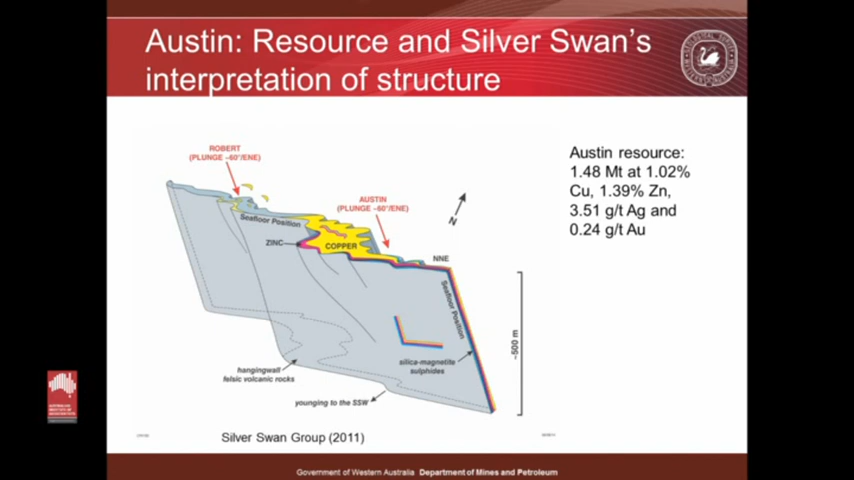 Austin: Resource and Silver Swan's
interpretation of structure
ROBERT
(PLUNGE ~60°/ENE)
AUSTIN
(PLUNGE ~60°/ENE)
N
Seafloor Position
ZINC
COPPER
NNE
Seafloor Position
~500 m
silica-magnetite
sulphides
hangingwall
felsic volcanic rocks
younging to the SSW
Austin resource:
1.48 Mt at 1.02%
Cu, 1.39% Zn,
3.51 g/t Ag and
0.24 g/t Au
Silver Swan Group (2011)
Government of Western Australia Department of Mines and Petroleum